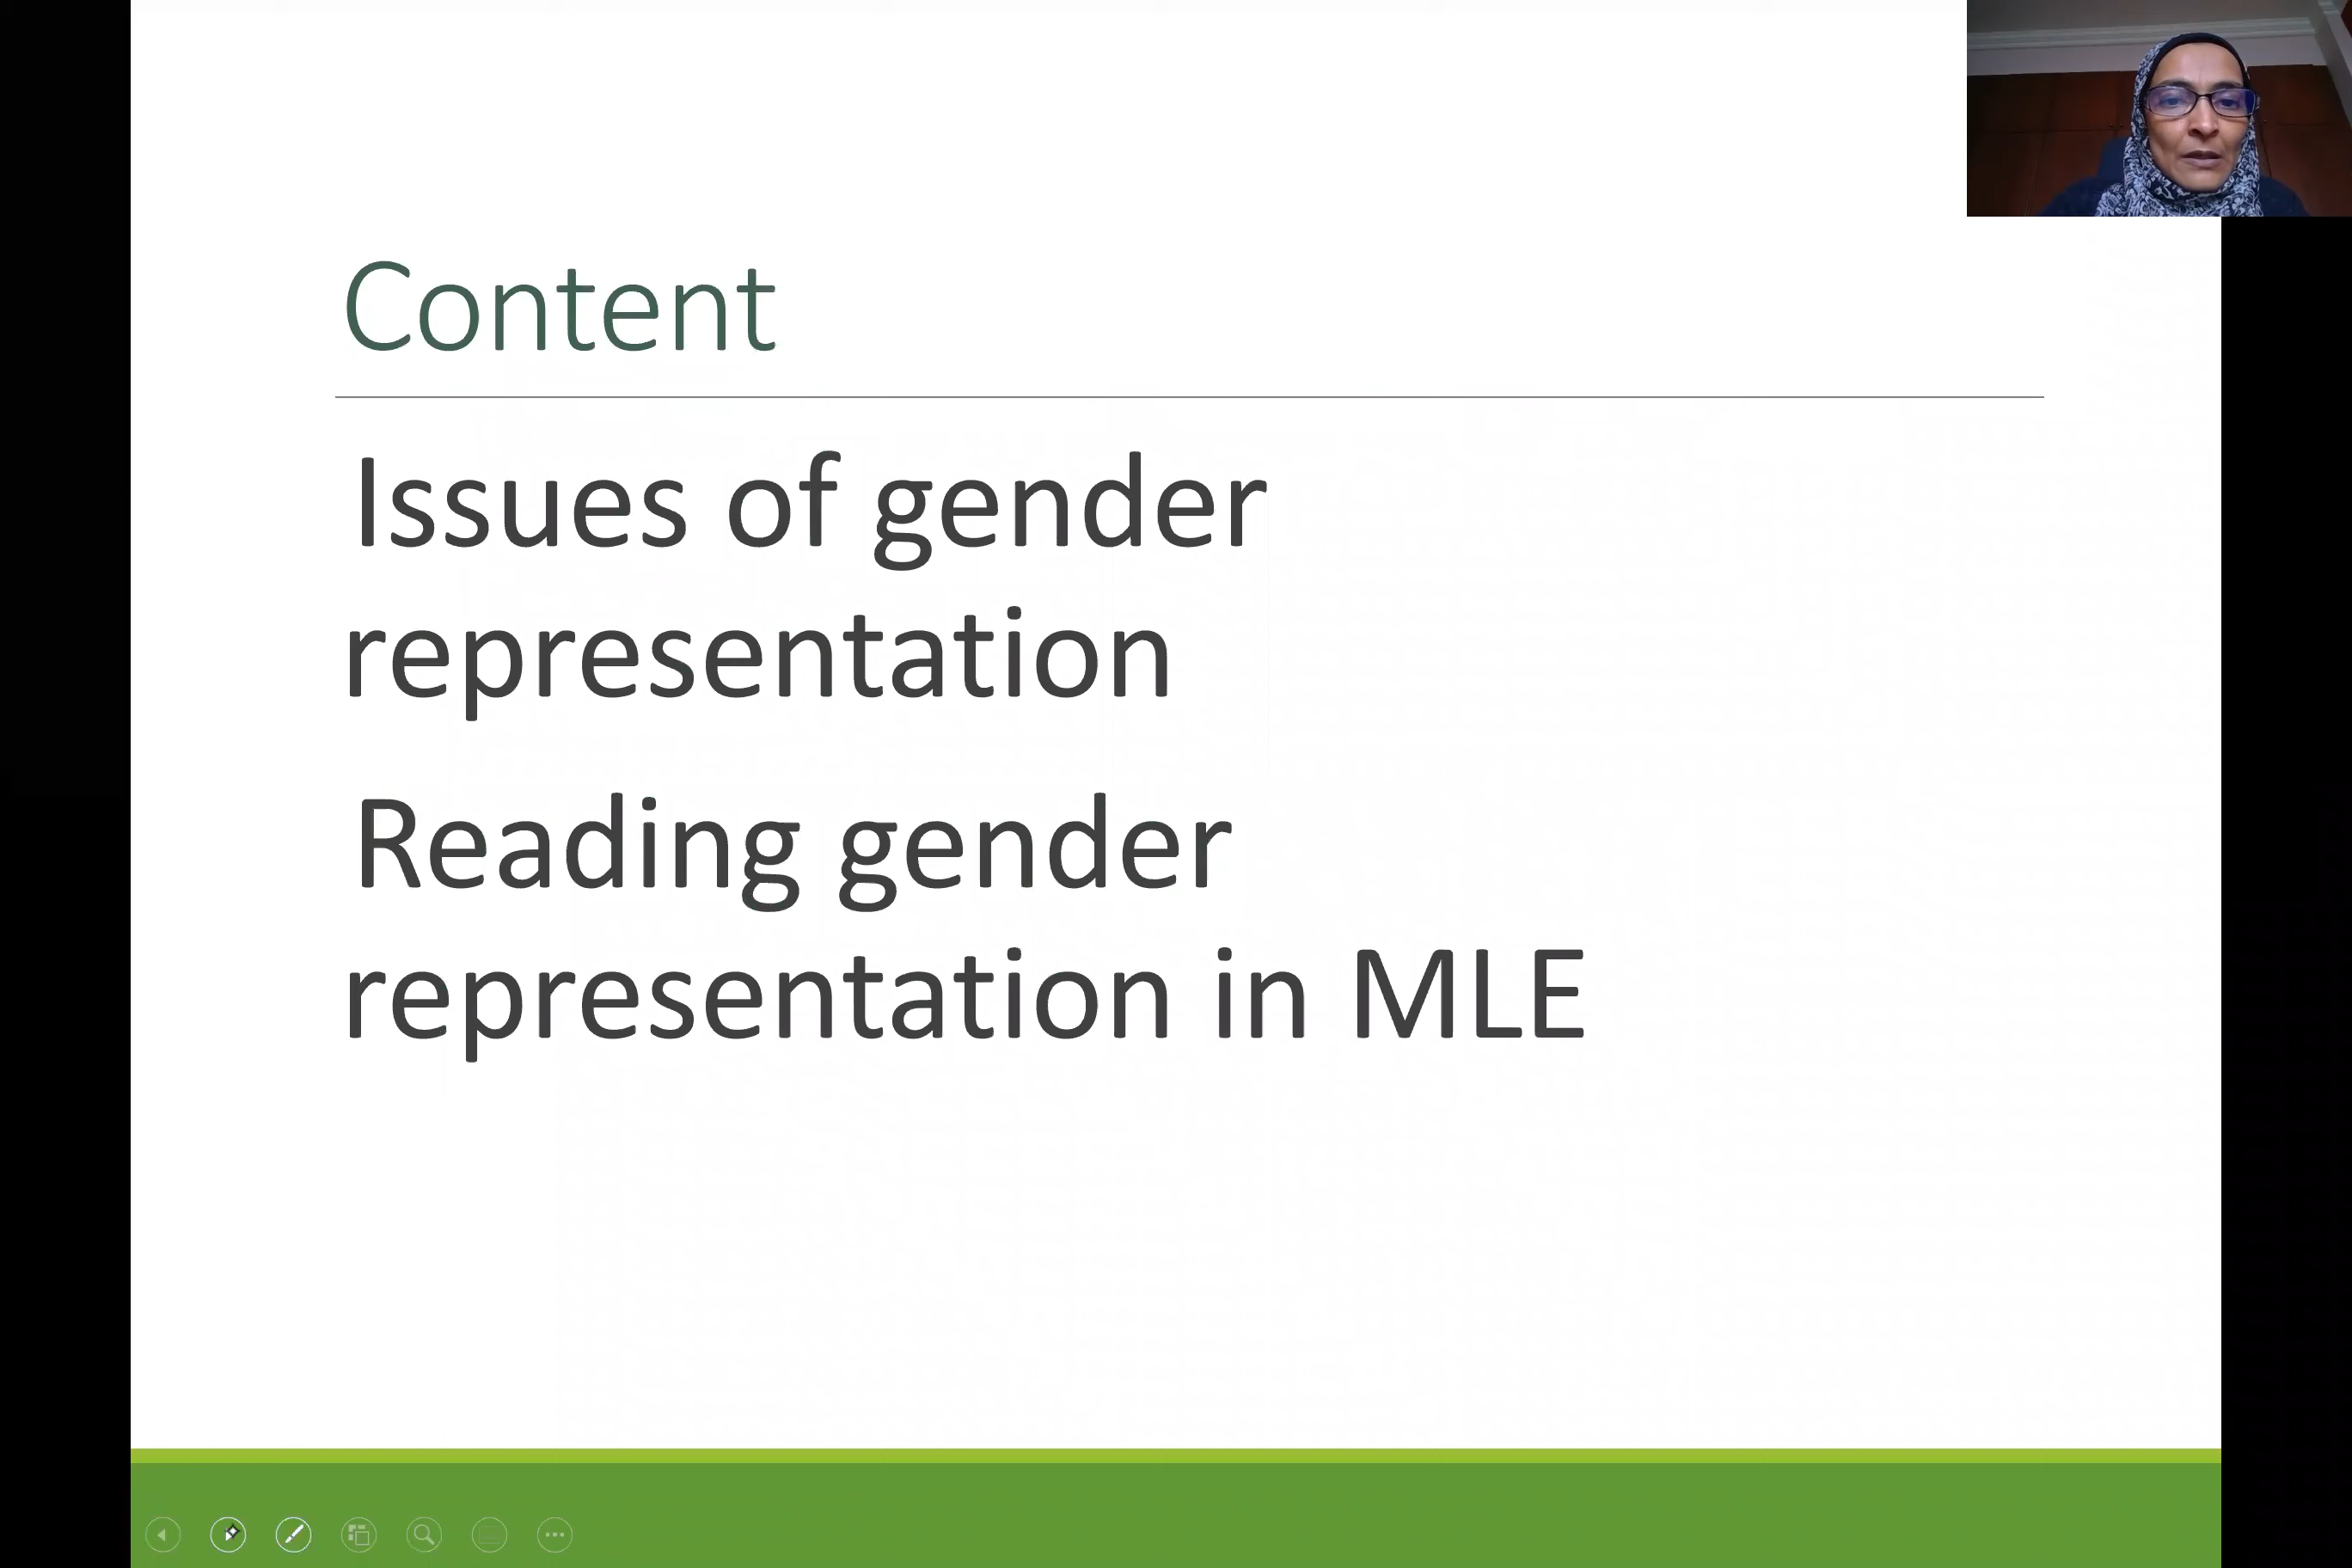 Content
Issues of gender
representation
Reading gender
representation in MLE